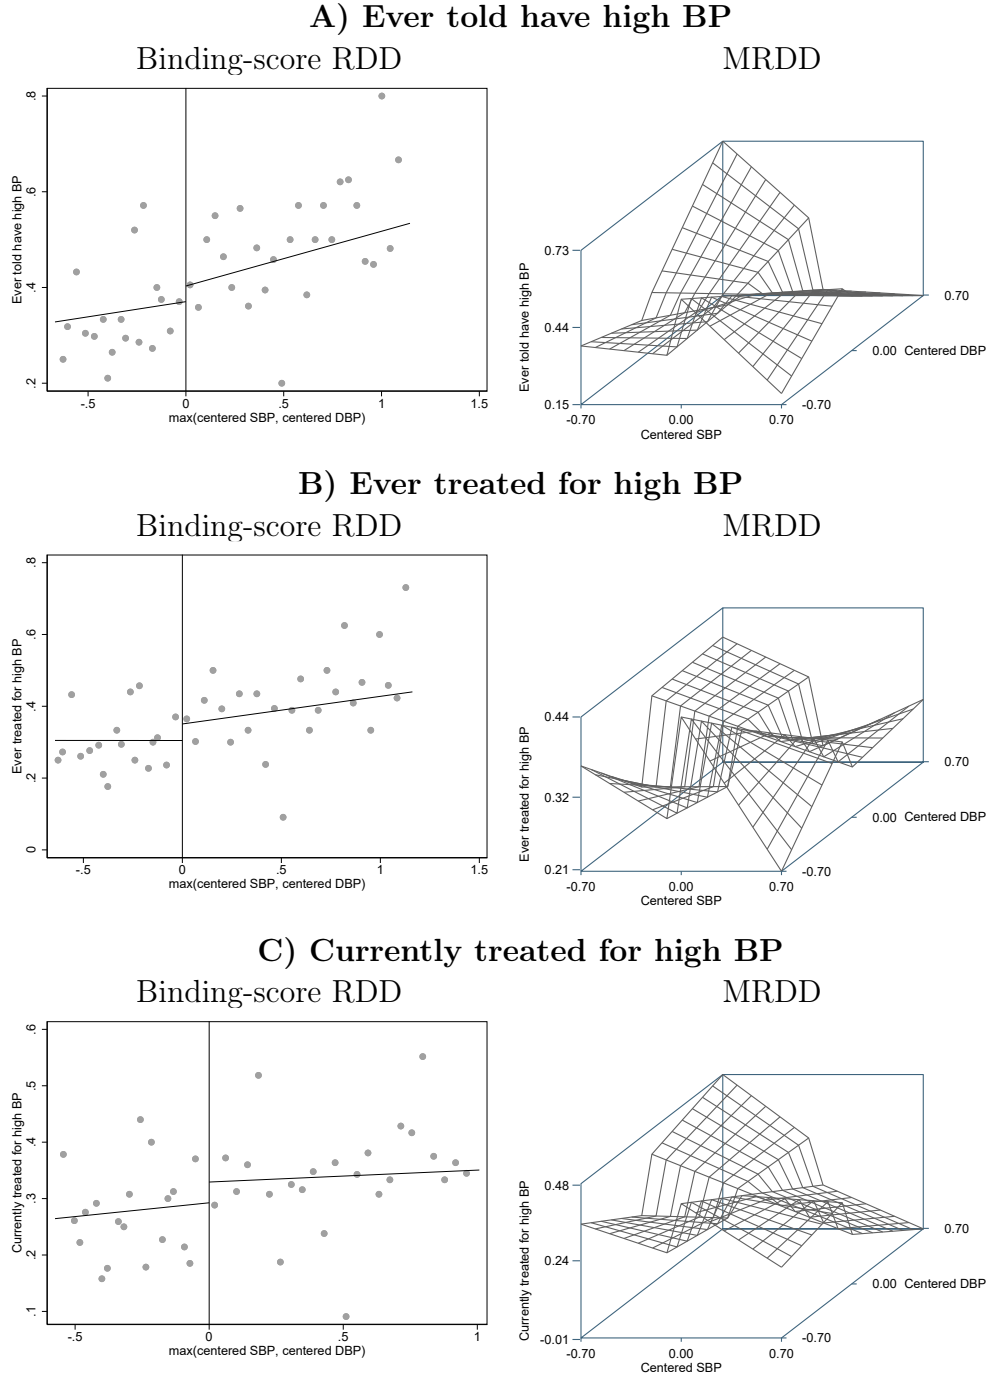 A) Ever told have high BP
Binding-score RDD
MRDD
Ever told have high BP
.8
.6
.4
.2
-.5
0
.5
1
1.5
max(centered SBP, centered DBP)
Ever told have high BP
0.73
0.44
0.15
-0.70
0.00
0.70
Centered SBP
-0.70
0.00
0.70
Centered DBP
B) Ever treated for high BP
Binding-score RDD
MRDD
Ever treated for high BP
.8
.6
.4
.2
0
-.5
0
.5
1
1.5
max(centered SBP, centered DBP)
Ever treated for high BP
0.44
0.32
0.21
-0.70
0.00
0.70
Centered SBP
-0.70
0.00
0.70
Centered DBP
C) Currently treated for high BP
Binding-score RDD
MRDD
Currently treated for high BP
.6
.5
.4
.3
.2
.1
-.5
0
.5
1
max(centered SBP, centered DBP)
Currently treated for high BP
0.48
0.24
-0.01
-0.70
0.00
0.70
Centered SBP
-0.70
0.00
0.70
Centered DBP